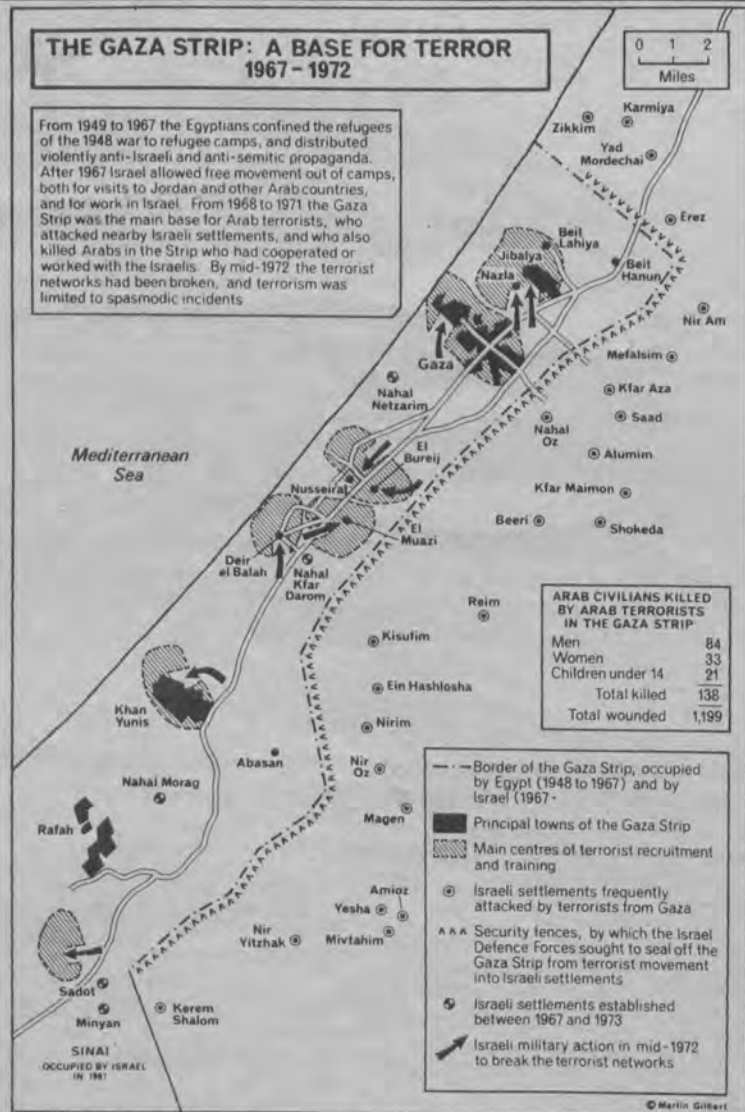 THE GAZA STRIP: A BASE FOR TERROR
1967-1972
0 1 2
Miles
From 1949 to 1967 the Egyptians confined the refugees
of the 1948 war to refugee camps, and distributed
violently anti-Israeli and anti-semitic propaganda.
After 1967 Israel allowed free movement out of camps,
both for visits to Jordan and other Arab countries,
and for work in Israel. From 1968 to 1971 the Gaza
Strip was the main base for Arab terrorists, who
attacked nearby Israeli settlements, and who also
killed Arabs in the Strip who had cooperated or
worked with the Israelis. By mid-1972 the terrorist
networks had been broken, and terrorism was
limited to spasmodic incidents
Karmiya
Zikkim
Yad
Mordechai
Erez
Beit
Lahiya
Jibalya
Nazla
Beit
Hanun
Nir Am
Gaza
Mefalsim
Nahal
Netzarim
Kfar Aza
Saad
Nahal
Oz
Mediterranean
Sea
El
Bureij
Alumim
Nusseirat
Kfar Maimon
Beeri
Shokeda
El
Muazi
Deir
el Balah
Nahal
Kfar
Darom
Reim
Kisufim
ARAB CIVILIANS KILLED
BY ARAB TERRORISTS
IN THE GAZA STRIP
Men 84
Women 33
Children under 14 21
Total killed 138
Total wounded 1,199
Ein Hashlosha
Khan
Yunis
Nirim
Abasan
Nir
Oz
Nahal Morag
Magen
Rafah
Amioz
Yesha
Nir
Yitzhak
Mivtahim
Sadot
Minyan
Kerem
Shalom
SINAI
OCCUPIED BY ISRAEL
IN 1967
Border of the Gaza Strip, occupied
by Egypt (1948 to 1967) and by
Israel (1967 -
Principal towns of the Gaza Strip
Main centres of terrorist recruitment
and training
Israeli settlements frequently
attacked by terrorists from Gaza
Security fences, by which the Israel
Defence Forces sought to seal off the
Gaza Strip from terrorist movement
into Israeli settlements
Israeli settlements established
between 1967 and 1973
Israeli military action in mid-1972
to break the terrorist networks
© Martin Gilbert